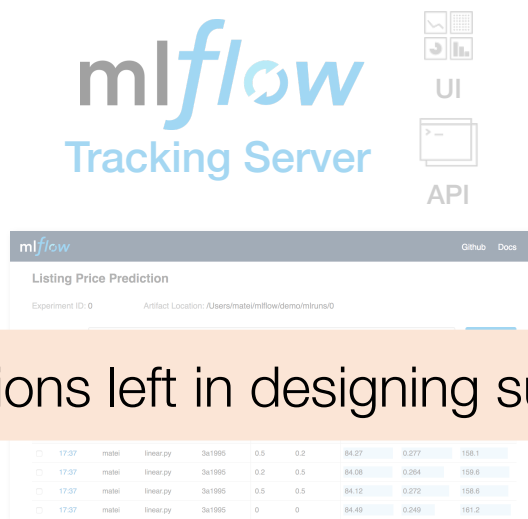 mlflow
UI
Tracking Server
>_
API
mlflow Github Docs
Listing Price Prediction
Experiment ID: 0 Artifact Location: /Users/matei/mlflow/demo/mlruns/0
left in designing
17:37 matei linear.py 3a1995 0.5 0.2 84.27 0.277 158.1
17:37 matei linear.py 3a1995 0.2 0.5 84.08 0.264 159.6
17:37 matei linear.py 3a1995 0.5 0.5 84.12 0.272 158.6
17:37 matei linear.py 3a1995 0 0 84.49 0.249 161.2